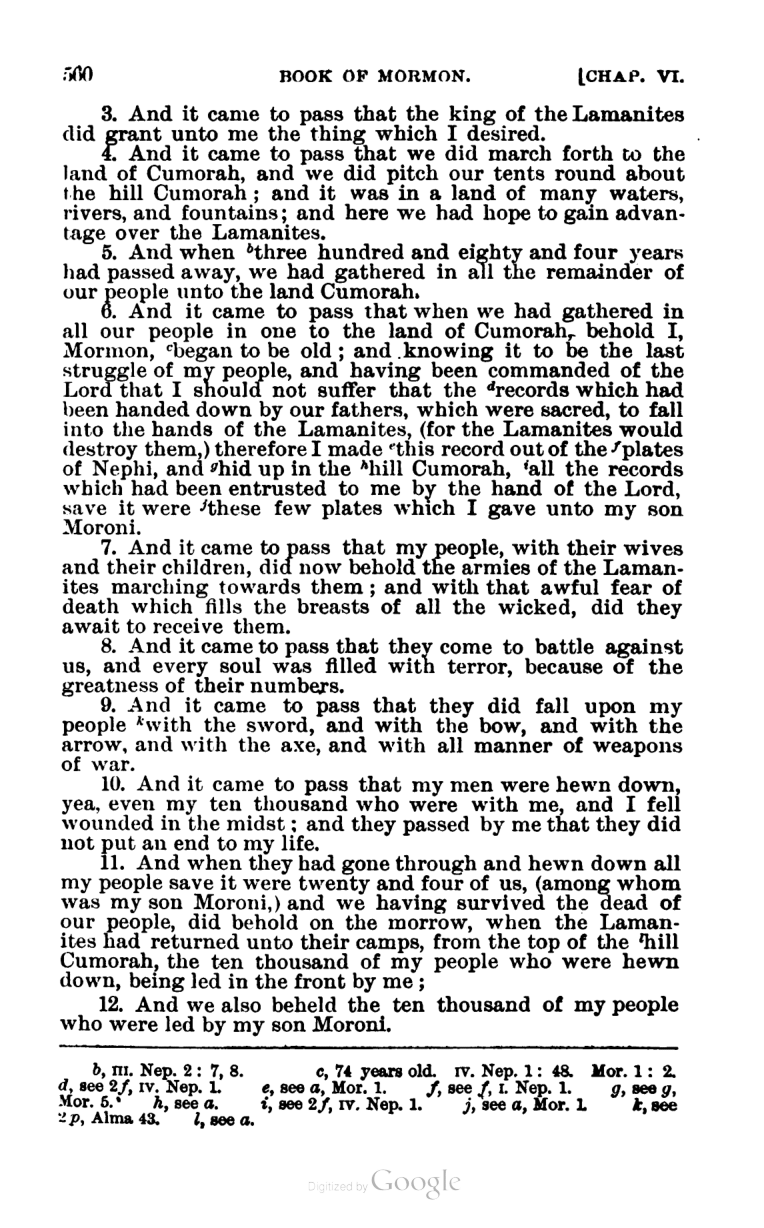 560 BOOK OF MORMON. [CHAP. VI.
3. And it came to pass that the king of the Lamanites
did grant unto me the thing which I desired.
4. And it came to pass that we did march forth to the
land of Cumorah, and we did pitch our tents round about
the hill Cumorah; and it was in a land of many waters,
rivers, and fountains; and here we had hope to gain advan-
tage over the Lamanites.
5. And when ᵇthree hundred and eighty and four years
had passed away, we had gathered in all the remainder of
our people unto the land Cumorah.
6. And it came to pass that when we had gathered in
all our people in one to the land of Cumorah, behold I,
Mormon, ᶜbegan to be old; and knowing it to be the last
struggle of my people, and having been commanded of the
Lord that I should not suffer that the ᵈrecords which had
been handed down by our fathers, which were sacred, to fall
into the hands of the Lamanites, (for the Lamanites would
destroy them,) therefore I made ᵉthis record out of the ᶠplates
of Nephi, and ᵍhid up in the ʰhill Cumorah, ⁱall the records
which had been entrusted to me by the hand of the Lord,
save it were ʲthese few plates which I gave unto my son
Moroni.
7. And it came to pass that my people, with their wives
and their children, did now behold the armies of the Laman-
ites marching towards them; and with that awful fear of
death which fills the breasts of all the wicked, did they
await to receive them.
8. And it came to pass that they come to battle against
us, and every soul was filled with terror, because of the
greatness of their numbers.
9. And it came to pass that they did fall upon my
people ᵏwith the sword, and with the bow, and with the
arrow, and with the axe, and with all manner of weapons
of war.
10. And it came to pass that my men were hewn down,
yea, even my ten thousand who were with me, and I fell
wounded in the midst; and they passed by me that they did
not put an end to my life.
11. And when they had gone through and hewn down all
my people save it were twenty and four of us, (among whom
was my son Moroni,) and we having survived the dead of
our people, did behold on the morrow, when the Laman-
ites had returned unto their camps, from the top of the ˡhill
Cumorah, the ten thousand of my people who were hewn
down, being led in the front by me;
12. And we also beheld the ten thousand of my people
who were led by my son Moroni.
b, III. Nep. 2: 7, 8. c, 74 years old. IV. Nep. 1: 48. Mor. 1: 2.
d, see 2f, IV. Nep. 1. e, see a, Mor. 1. f, see f, I. Nep. 1. g, see g,
Mor. 5. h, see a. i, see 2f, IV. Nep. 1. j, see a, Mor. 1. k, see
2p, Alma 43. l, see a.
Digitized by Google